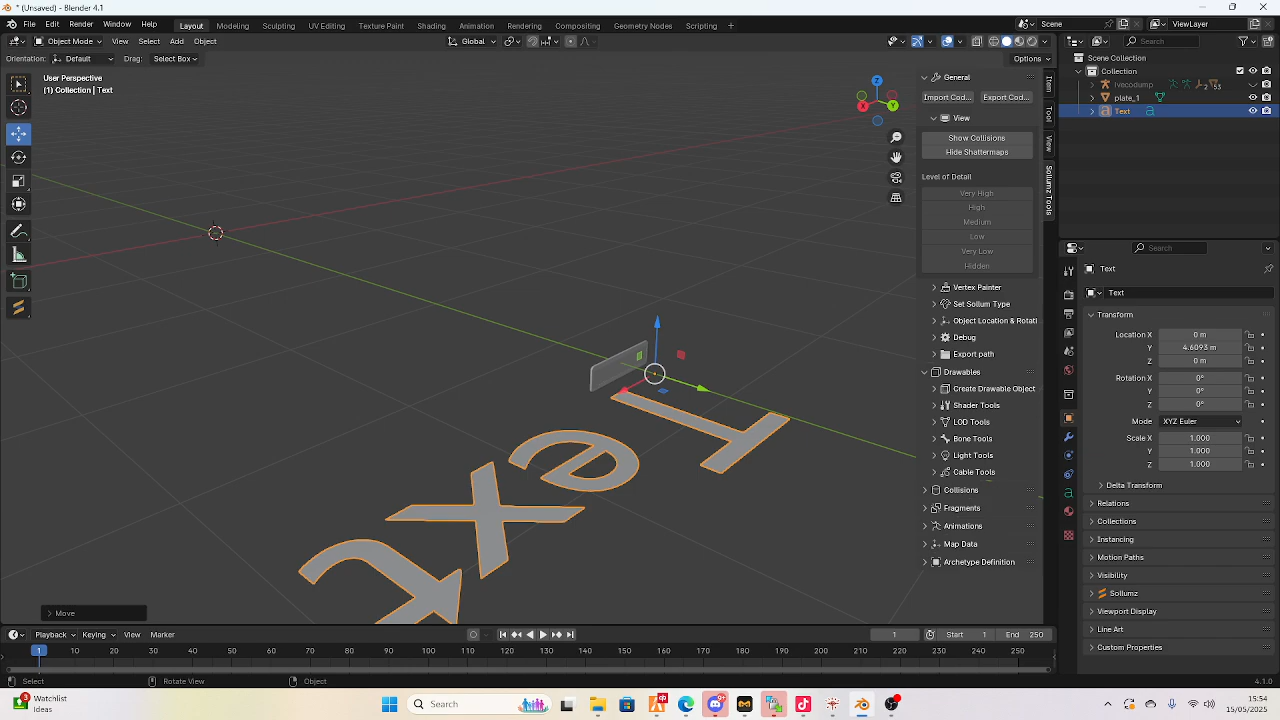 * (Unsaved) - Blender 4.1
File Edit Render Window Help Layout Modeling Sculpting UV Editing Texture Paint Shading Animation Rendering Compositing Geometry Nodes Scripting + Scene ViewLayer
Object Mode View Select Add Object Global Search
Orientation: Default Drag: Select Box Options
User Perspective
(1) Collection | Text
Scene Collection
Collection
ivecodump 2 53
plate_1
Text
General
Import Cod... Export Cod...
View
Show Collisions
Hide Shattermaps
Level of Detail
Very High
High
Medium
Low
Very Low
Hidden
Vertex Painter
Set Sollum Type
Object Location & Rotati
Debug
Export path
Drawables
Create Drawable Object
Shader Tools
LOD Tools
Bone Tools
Light Tools
Cable Tools
Collisions
Fragments
Animations
Map Data
Archetype Definition
Item
Tool
View
Sollumz Tools
Z
Y
X
Text
Move
Search
Text
Text
Transform
Location X 0 m
Y 4.6093 m
Z 0 m
Rotation X 0°
Y 0°
Z 0°
Mode XYZ Euler
Scale X 1.000
Y 1.000
Z 1.000
Delta Transform
Relations
Collections
Instancing
Motion Paths
Visibility
Sollumz
Viewport Display
Line Art
Custom Properties
Playback Keying View Marker 1 Start 1 End 250
1 10 20 30 40 50 60 70 80 90 100 110 120 130 140 150 160 170 180 190 200 210 220 230 240 250
Select Rotate View Object 4.1.0
3 Watchlist
Ideas
Search
15:54
15/05/2025